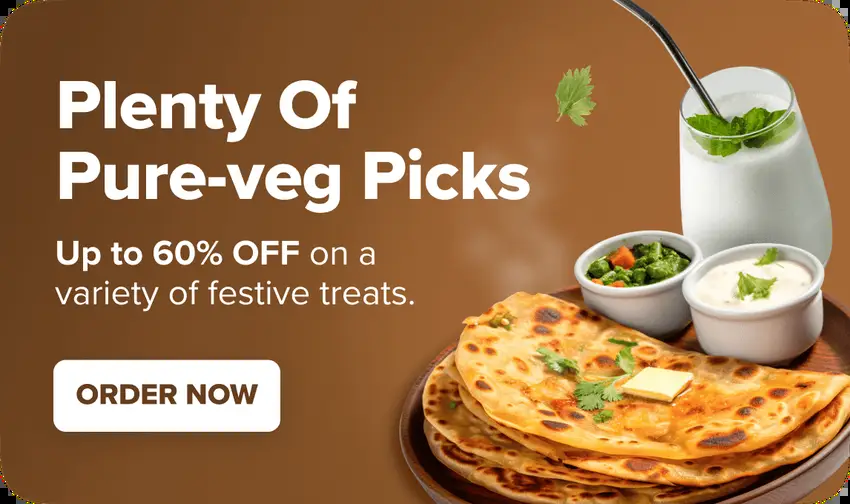 Plenty Of
Pure-veg Picks
Up to 60% OFF on a
variety of festive treats.
ORDER NOW